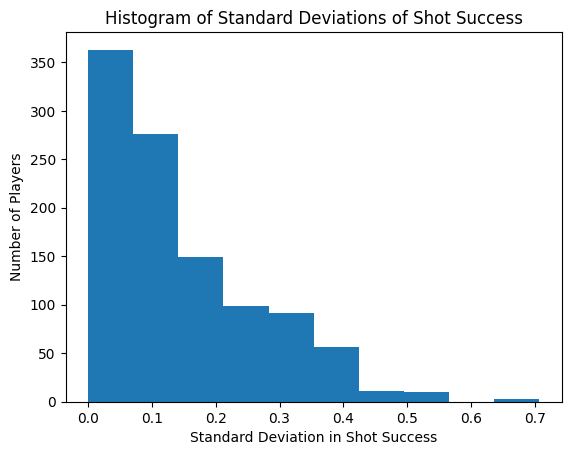 Histogram of Standard Deviations of Shot Success
Number of Players
350
300
250
200
150
100
50
0
0.0 0.1 0.2 0.3 0.4 0.5 0.6 0.7
Standard Deviation in Shot Success